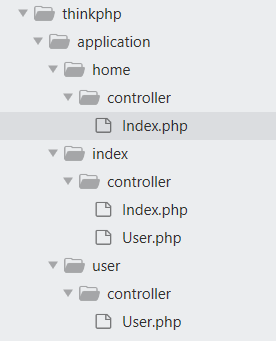 thinkphp
application
home
controller
Index.php
index
controller
Index.php
User.php
user
controller
User.php